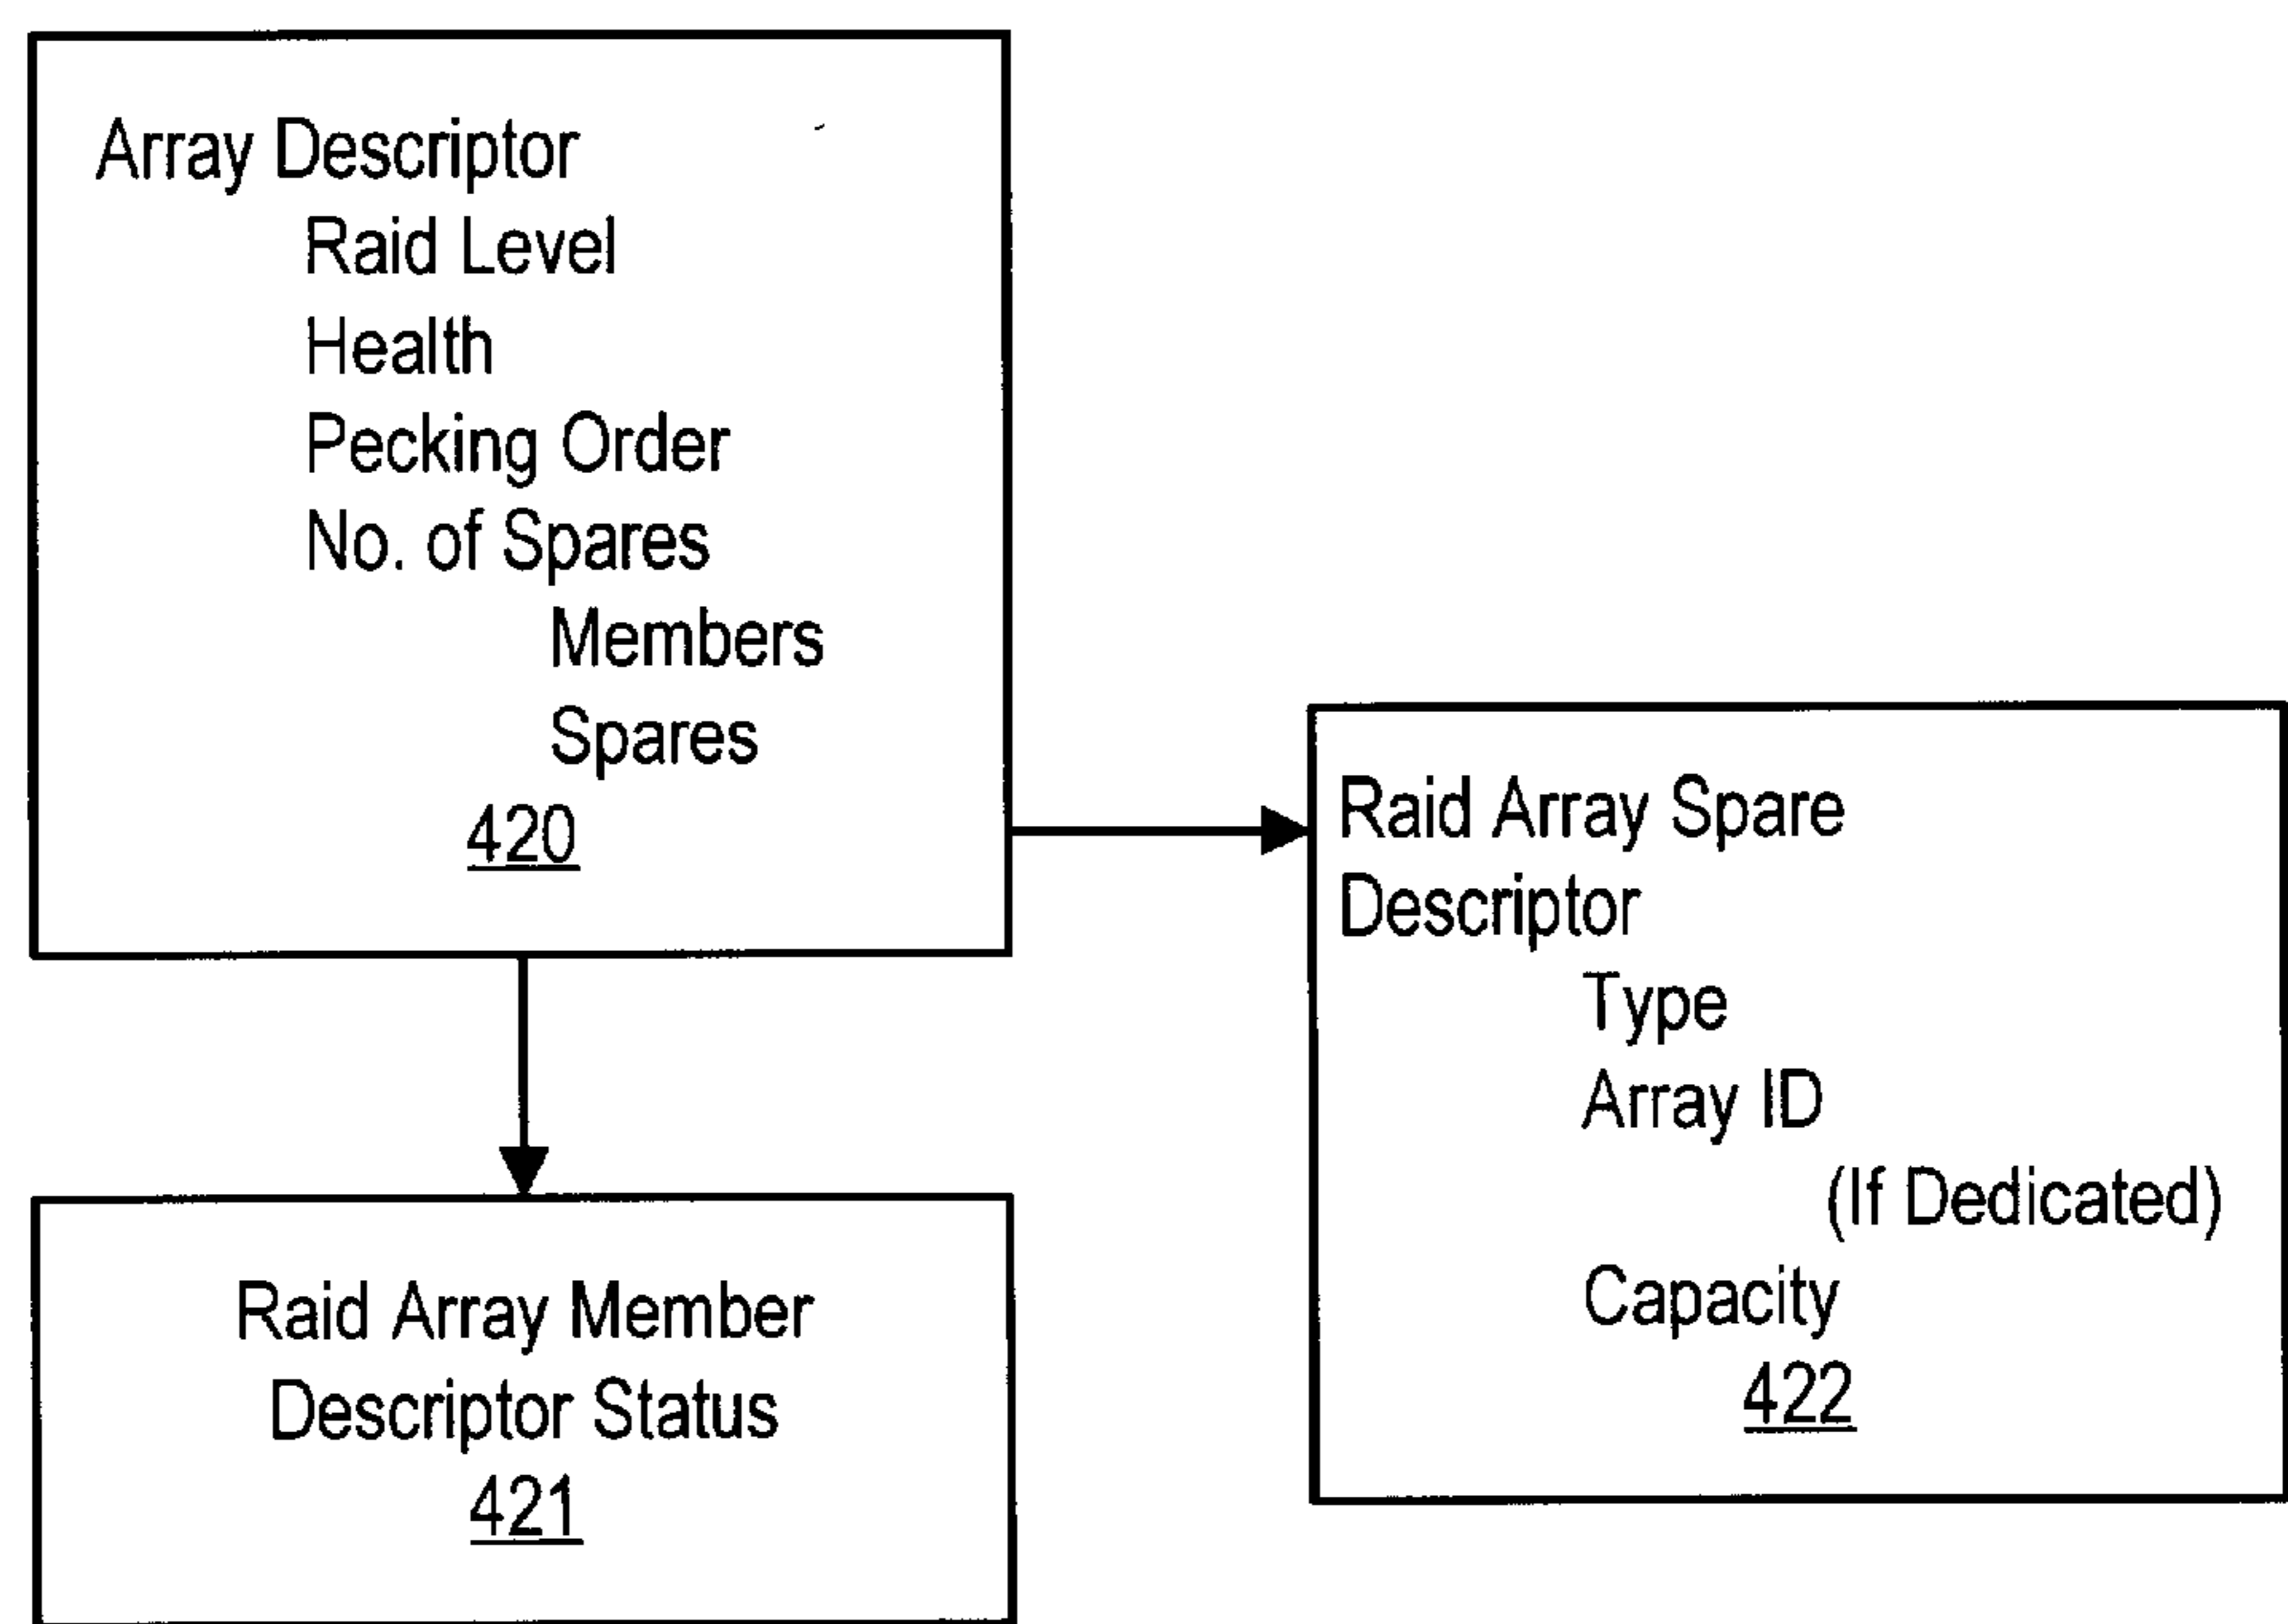 Array Descriptor
Raid Level
Health
Pecking Order
No. of Spares
Members
Spares
420
Raid Array Spare
Descriptor
Type
Array ID
(If Dedicated)
Capacity
422
Raid Array Member
Descriptor Status
421